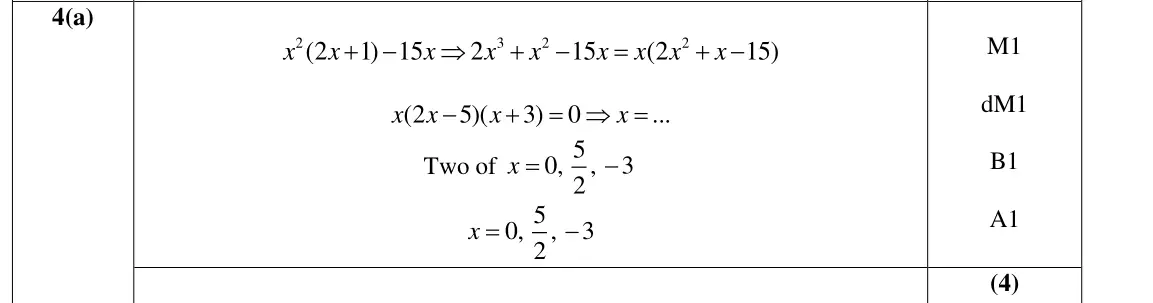 4(a)
x²(2x+1)−15x⇒2x³+x²−15x=x(2x²+x−15) M1
x(2x−5)(x+3)=0⇒x=... dM1
Two of x=0, 5/2, −3 B1
x=0, 5/2, −3 A1
(4)